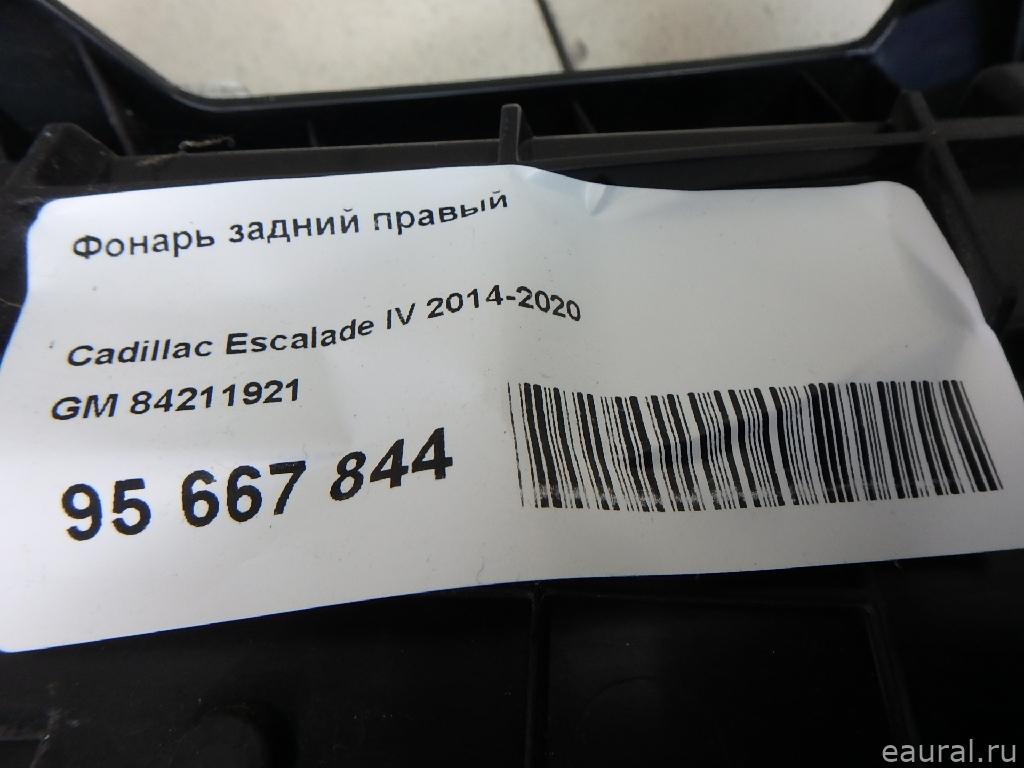 Фонарь задний правый
Cadillac Escalade IV 2014-2020
GM 84211921
95 667 844
eaural.ru